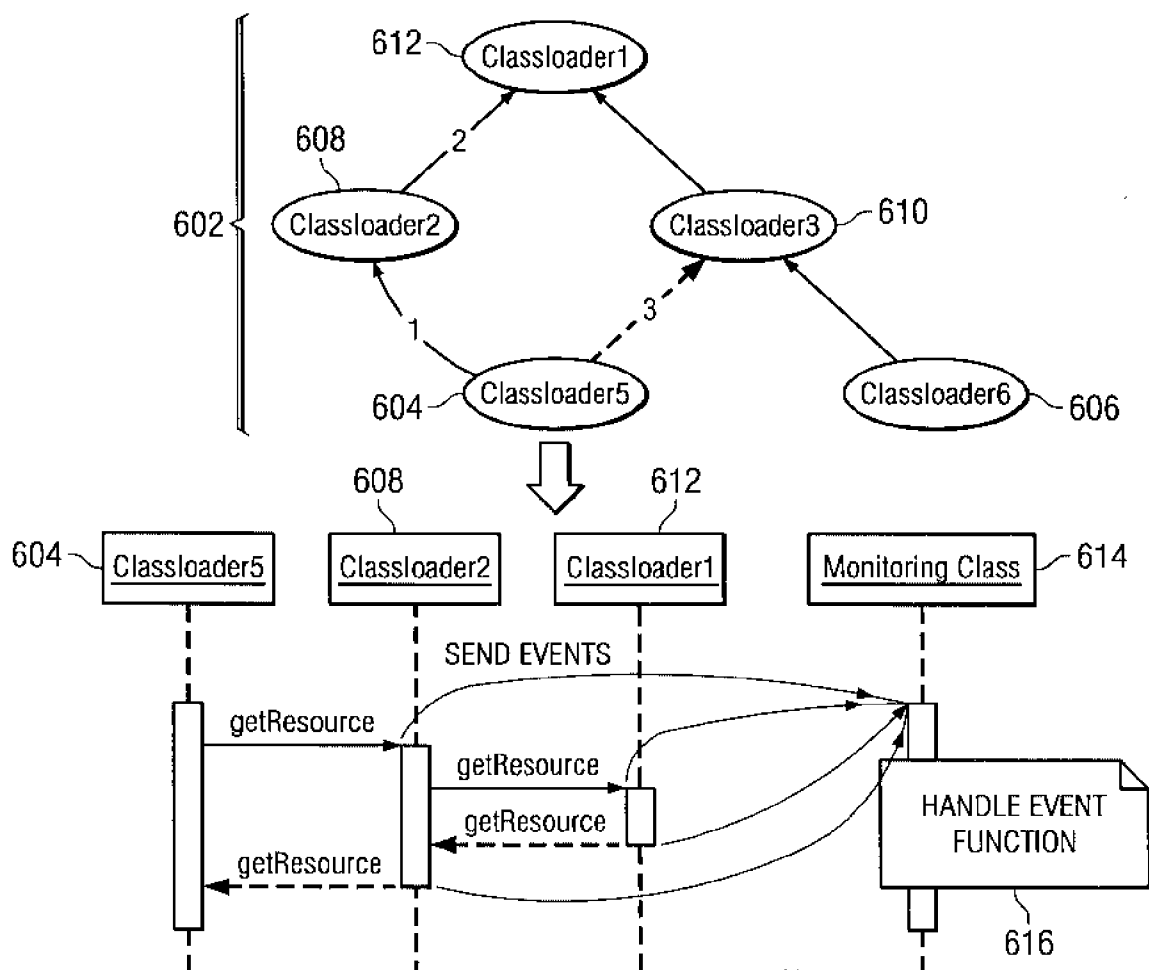 612
Classloader1
2
608
602
Classloader2
Classloader3
610
1
3
604
Classloader5
Classloader6
606
608
612
604
Classloader5
Classloader2
Classloader1
Monitoring Class
614
SEND EVENTS
getResource
getResource
getResource
getResource
HANDLE EVENT
FUNCTION
616